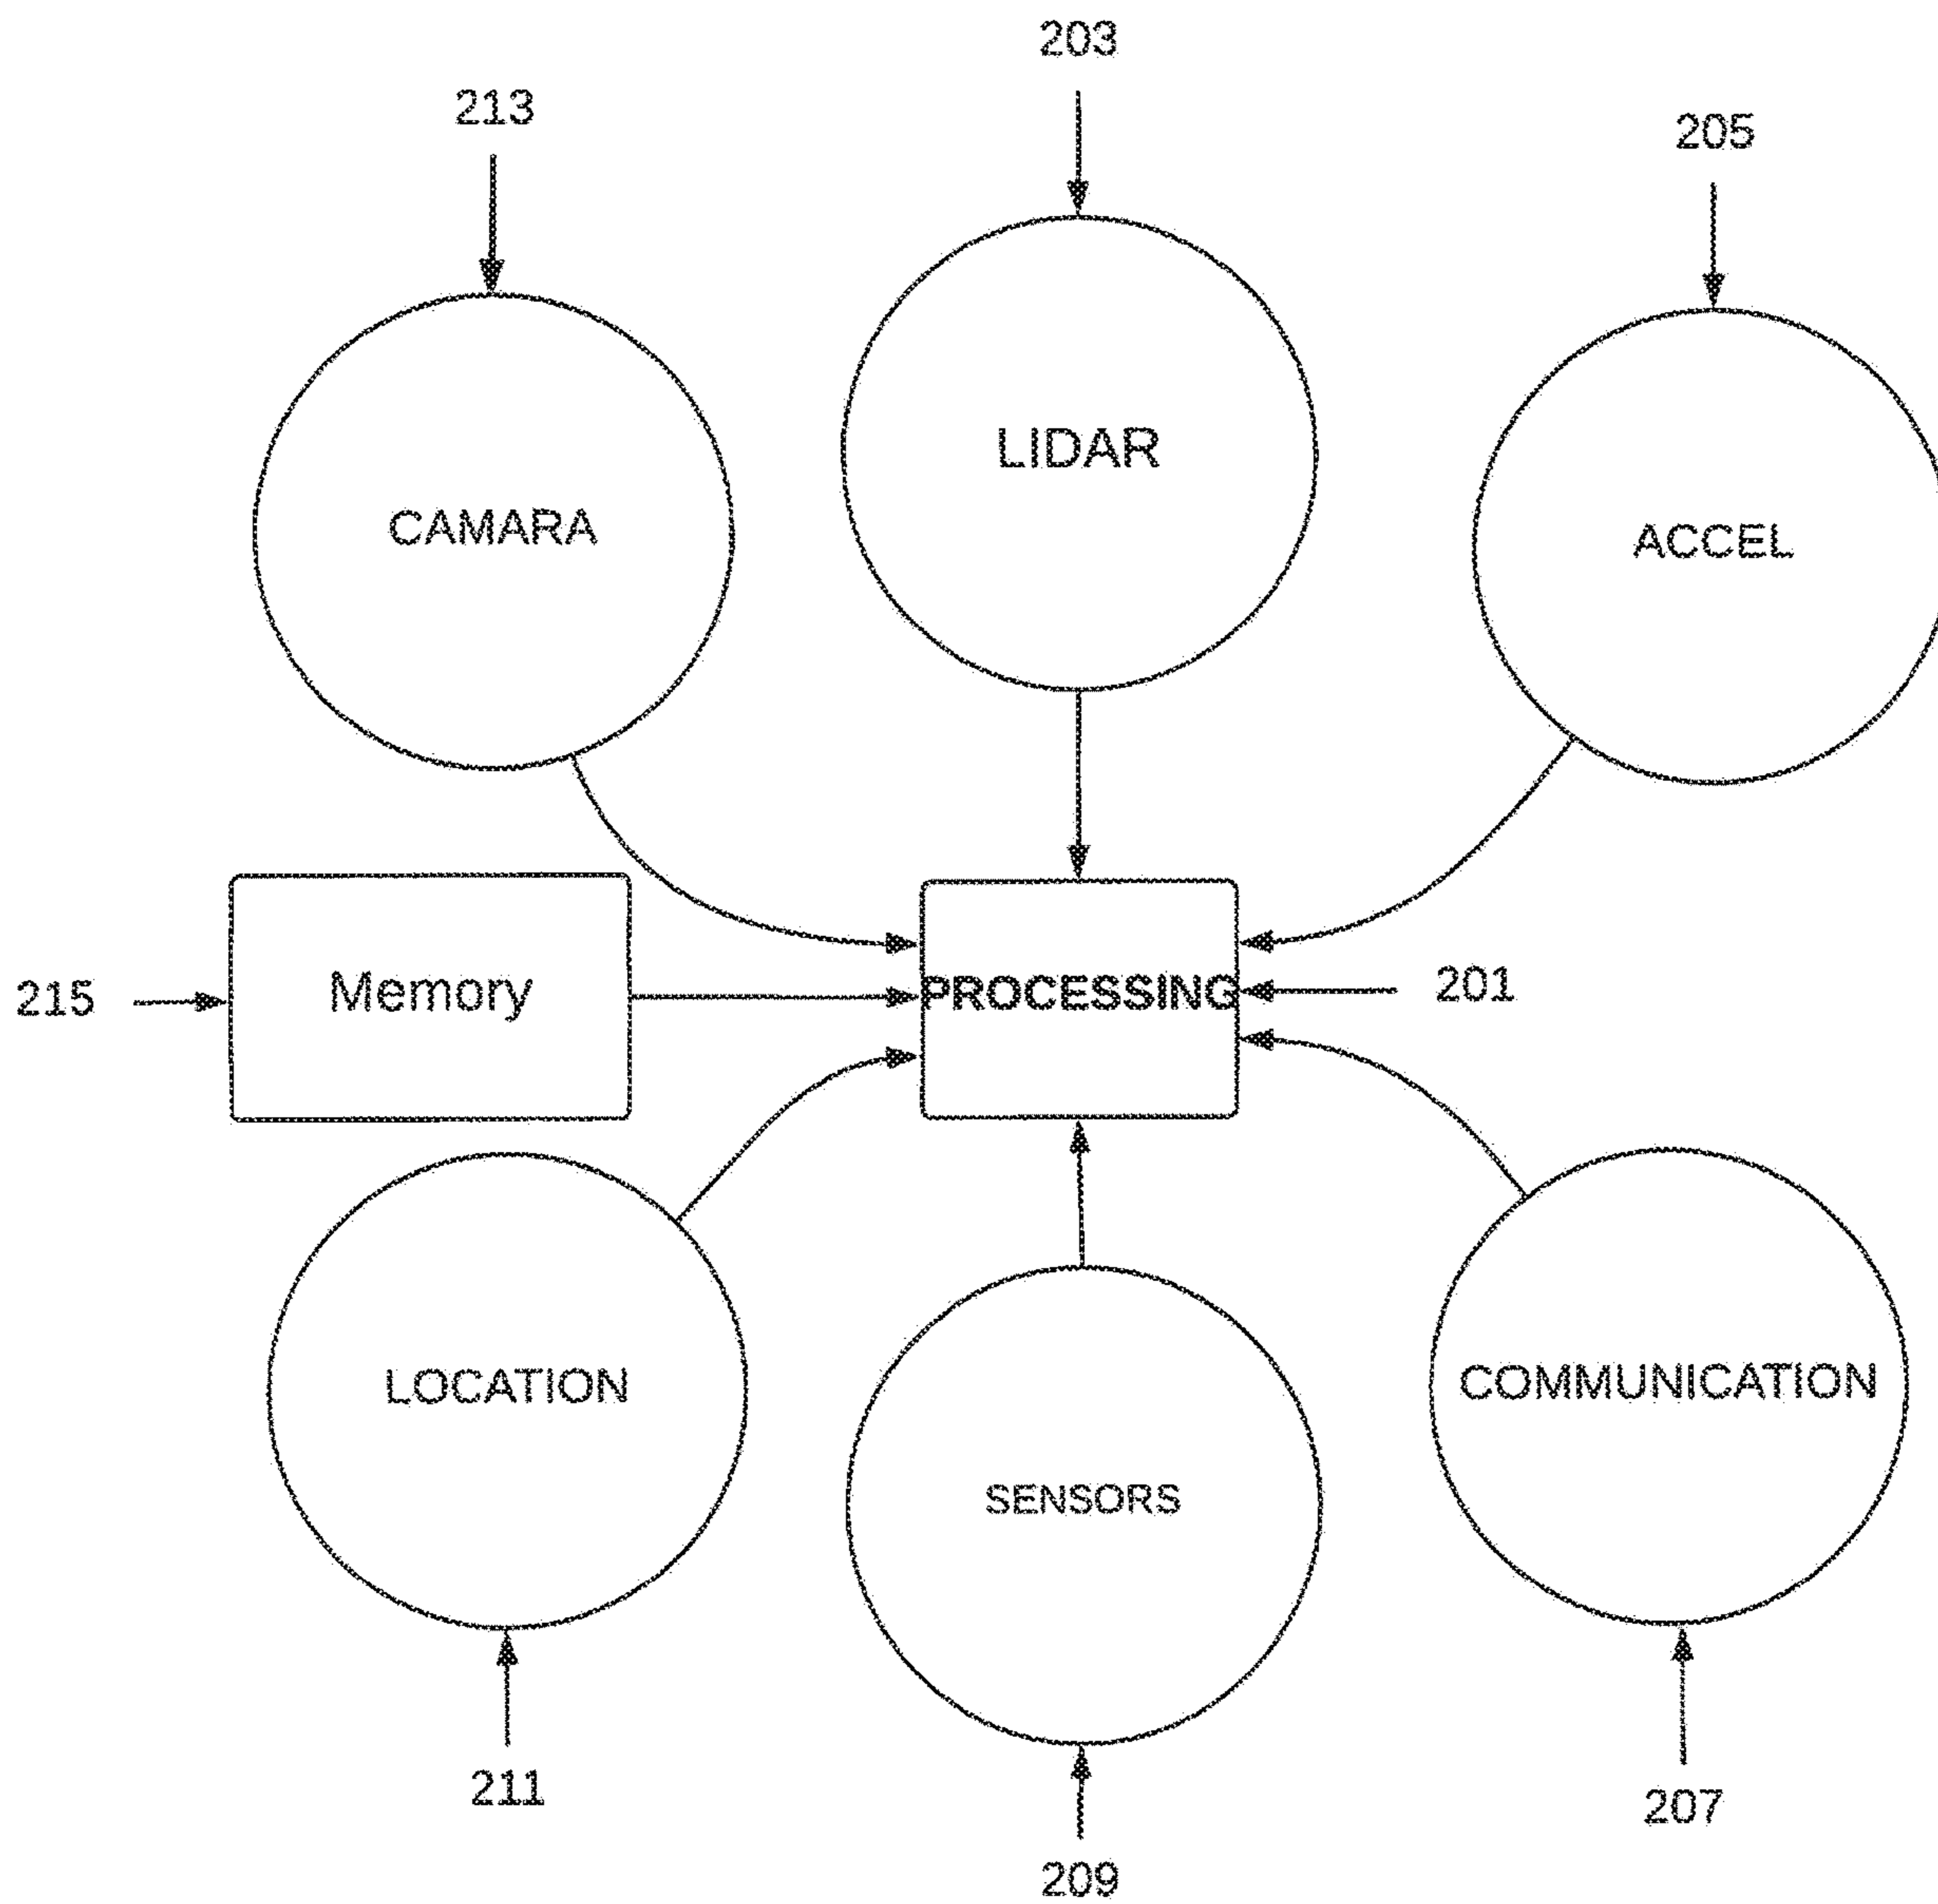 203
213
205
LIDAR
CAMARA
ACCEL
215
Memory
PROCESSING
201
LOCATION
COMMUNICATION
SENSORS
211
207
209